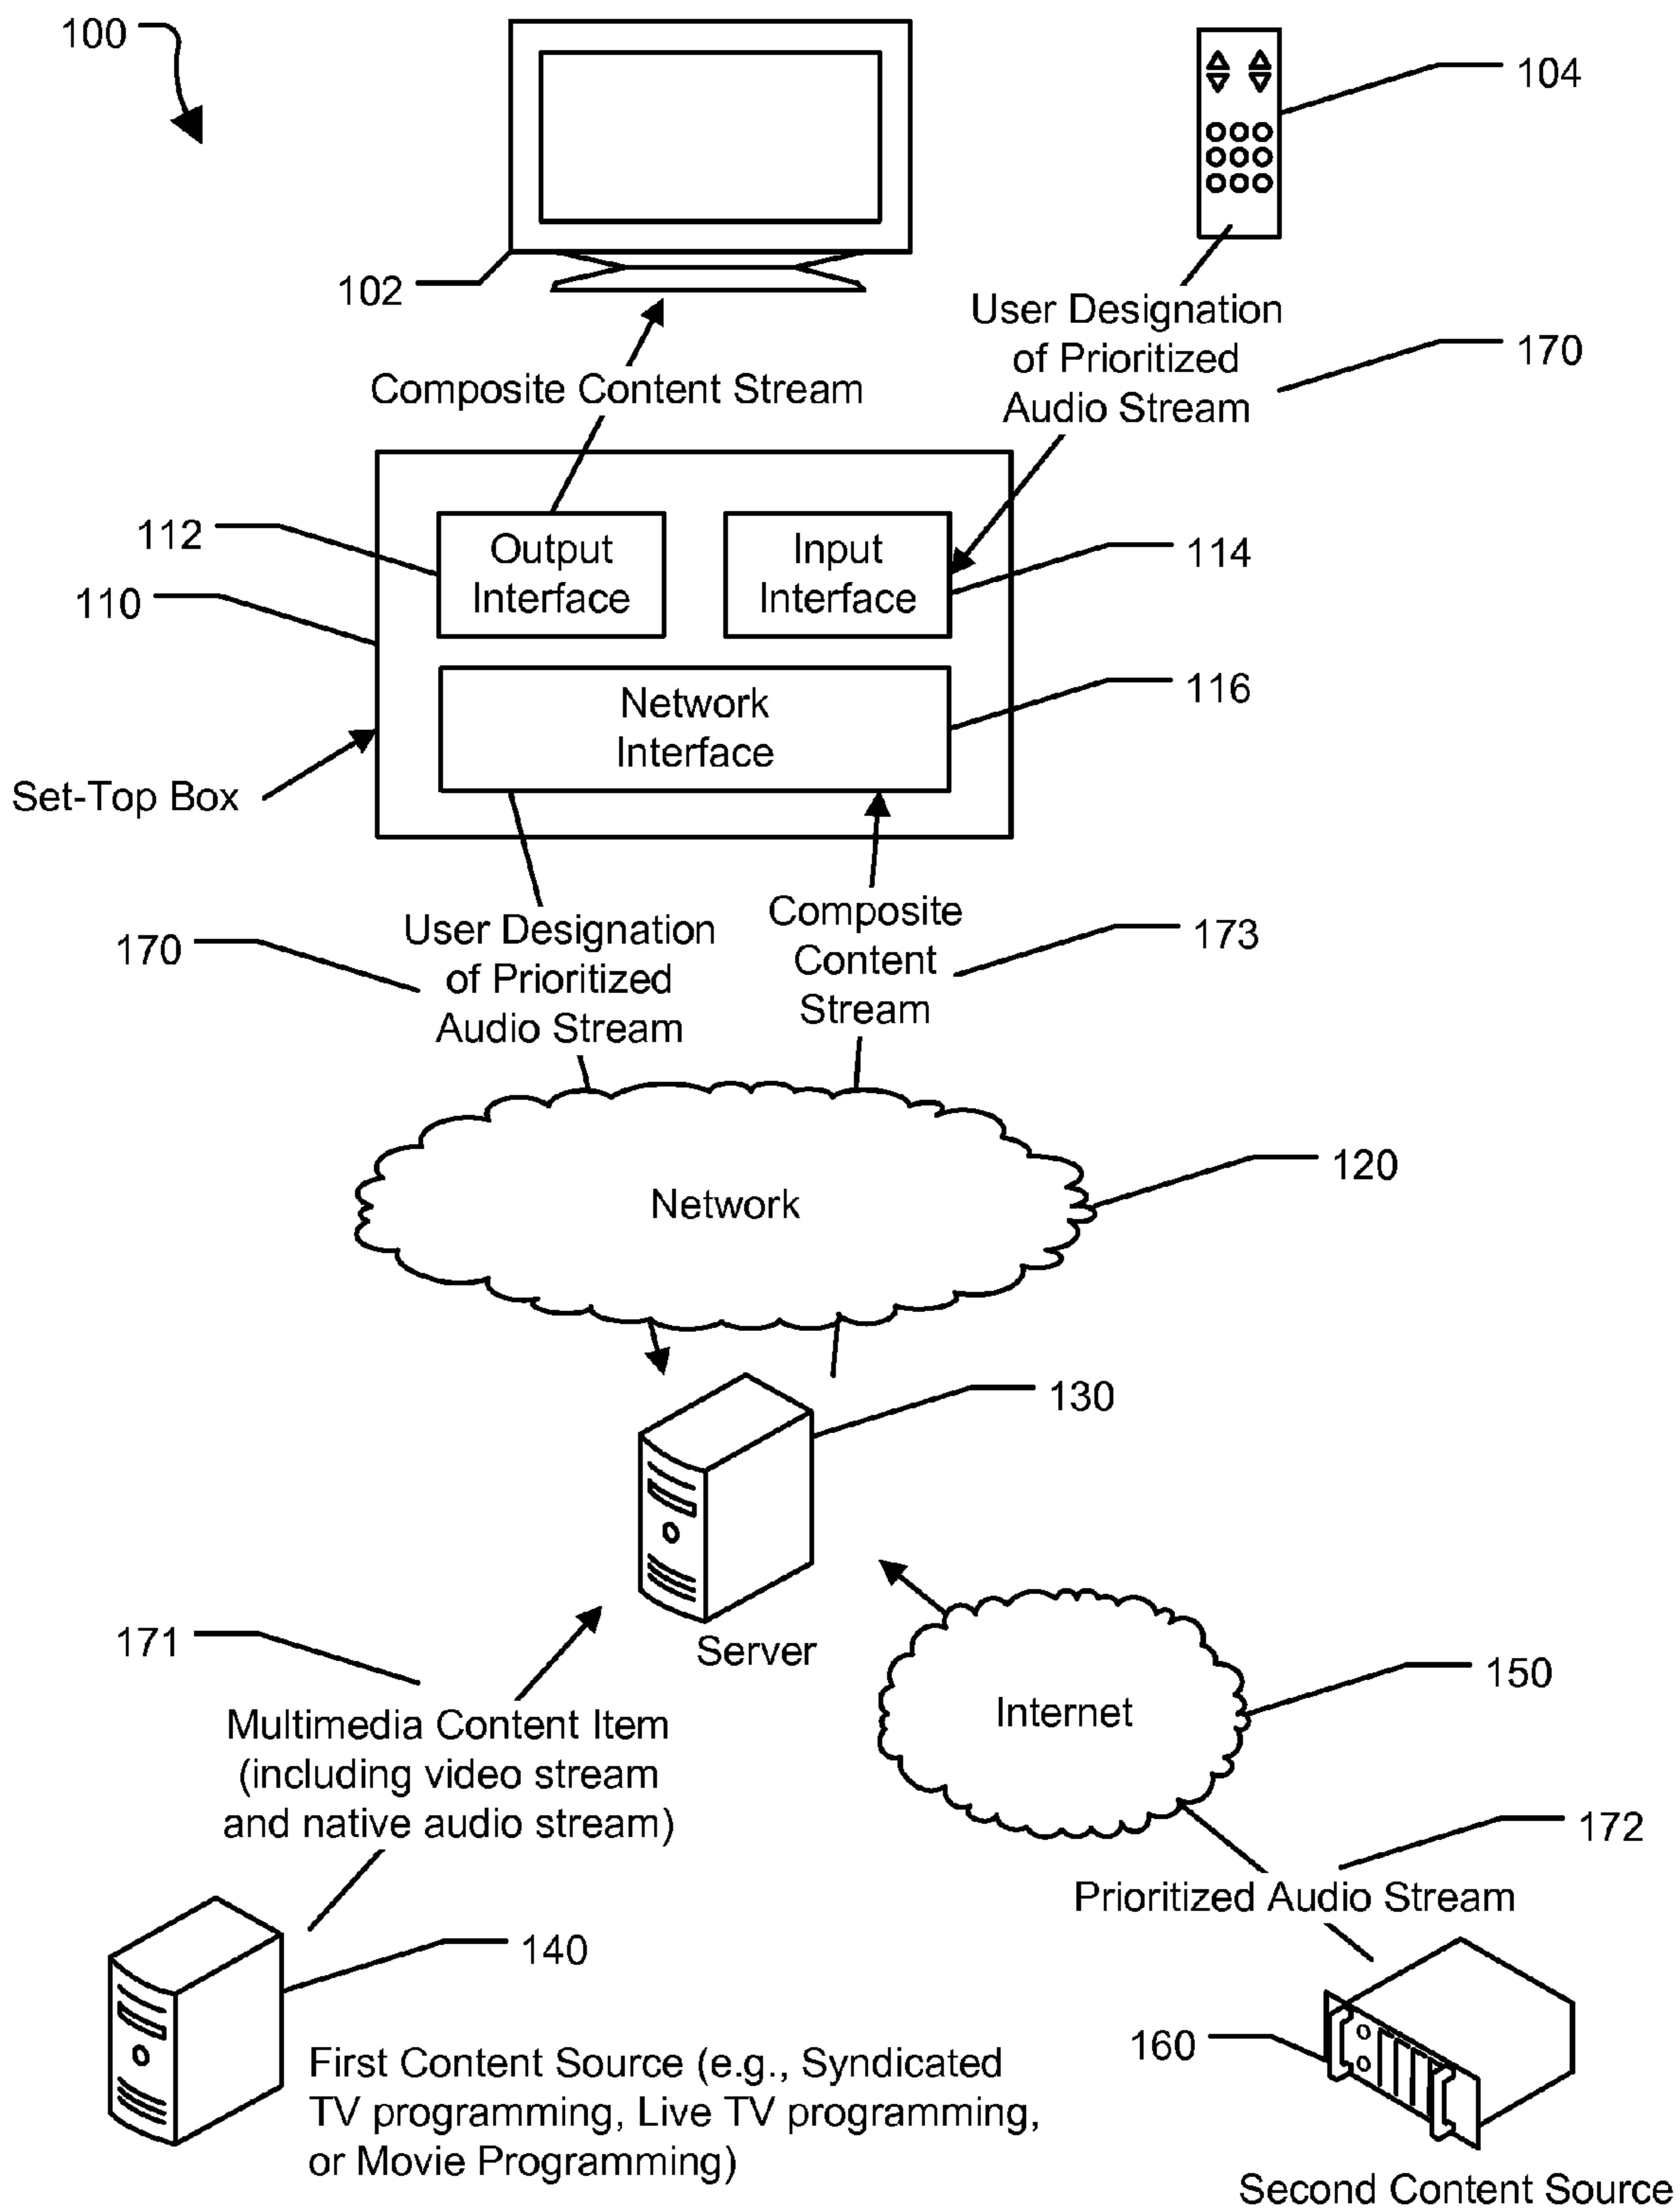 100
104
102
User Designation
of Prioritized
Audio Stream
170
Composite Content Stream
112
Output
Interface
Input
Interface
114
110
Network
Interface
116
Set-Top Box
User Designation
of Prioritized
Audio Stream
170
Composite
Content
Stream
173
Network
120
130
Server
171
Multimedia Content Item
(including video stream
and native audio stream)
Internet
150
172
Prioritized Audio Stream
140
First Content Source (e.g., Syndicated
TV programming, Live TV programming,
or Movie Programming)
160
Second Content Source